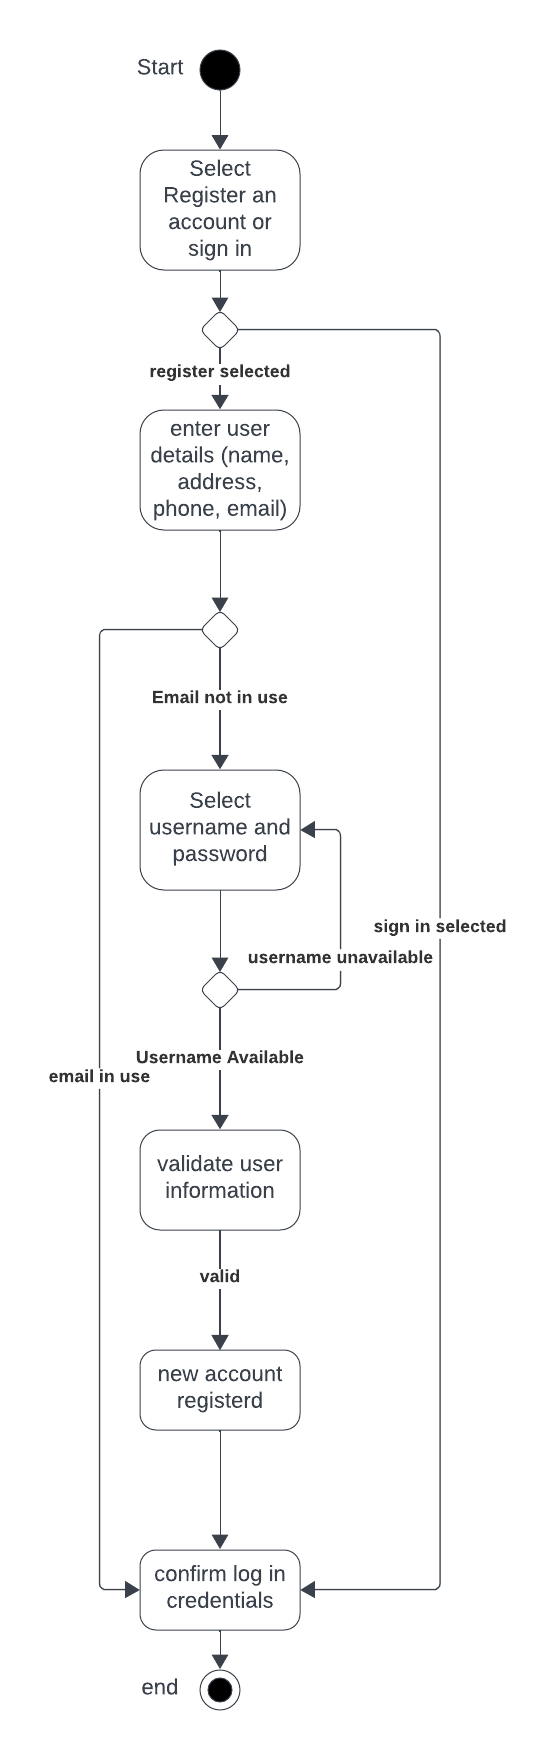 Start
Select
Register an
account or
sign in
register selected
enter user
details (name,
address,
phone, email)
Email not in use
Select
username and
password
sign in selected
username unavailable
Username Available
email in use
validate user
information
valid
new account
registerd
confirm log in
credentials
end